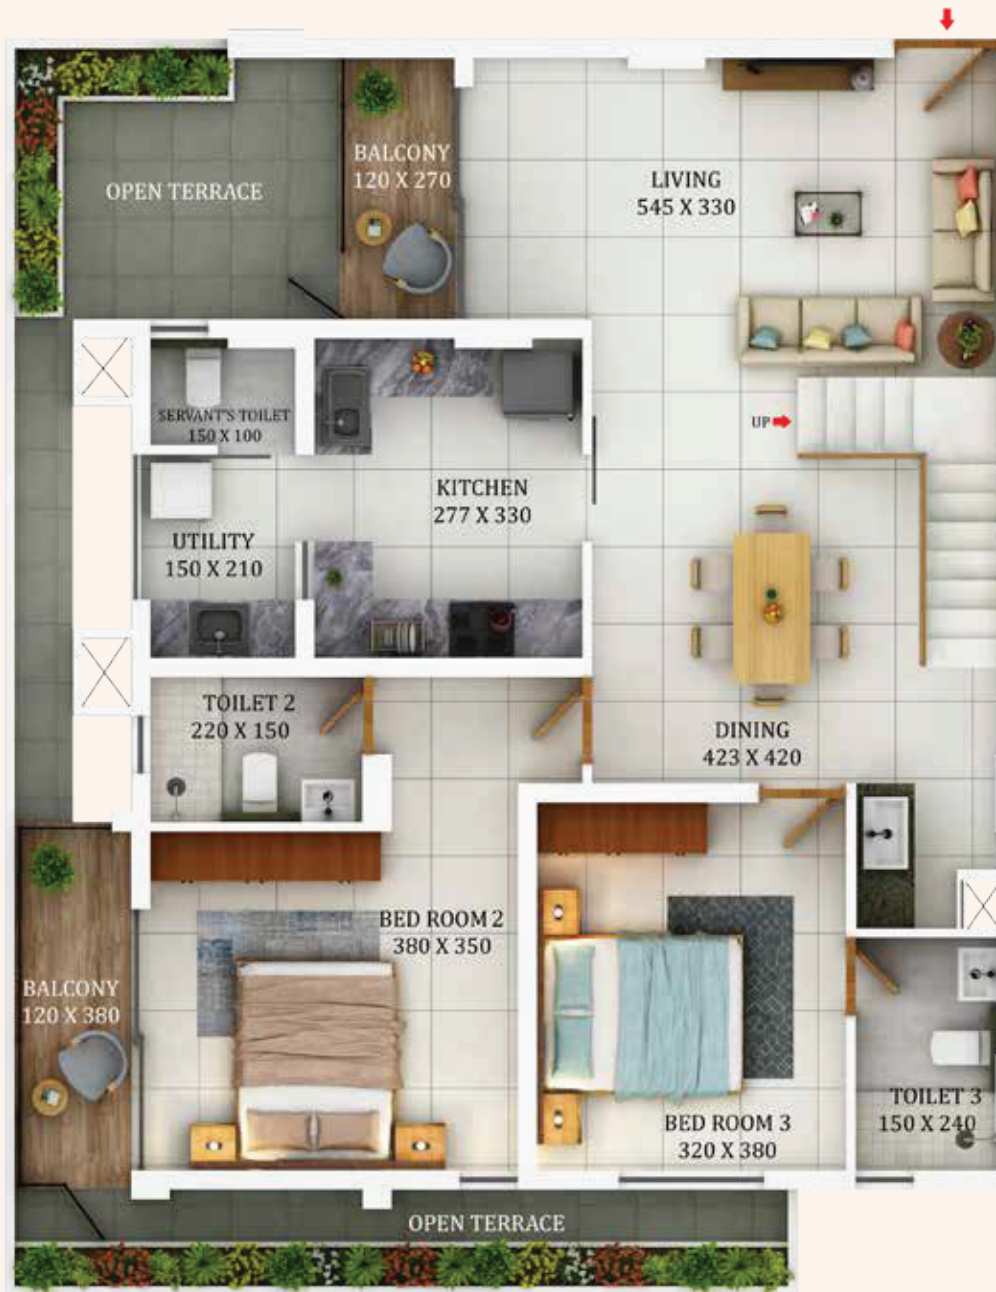 BALCONY
120 X 270
OPEN TERRACE
LIVING
545 X 330
SERVANT'S TOILET
150 X 100
UP
KITCHEN
277 X 330
UTILITY
150 X 210
TOILET 2
220 X 150
DINING
423 X 420
BED ROOM 2
380 X 350
BALCONY
120 X 380
BED ROOM 3
320 X 380
TOILET 3
150 X 240
OPEN TERRACE